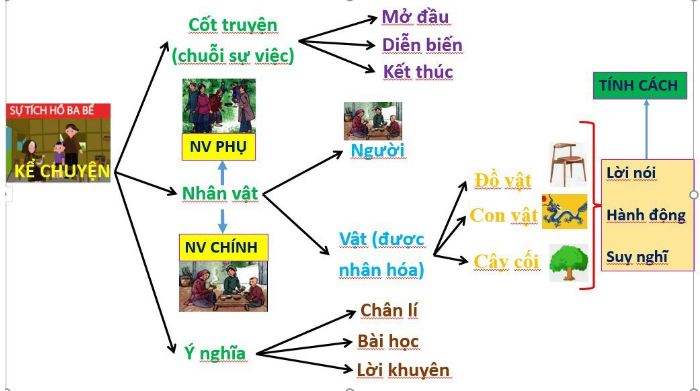 SỰ TÍCH HỒ BA BỂ
KỂ CHUYỆN
Cốt truyện
(chuỗi sự việc)
Mở đầu
Diễn biến
Kết thúc
NV PHỤ
Nhân vật
NV CHÍNH
Người
Vật (được
nhân hóa)
Đồ vật
Con vật
Cây cối
TÍNH CÁCH
Lời nói
Hành động
Suy nghĩ
Ý nghĩa
Chân lí
Bài học
Lời khuyên